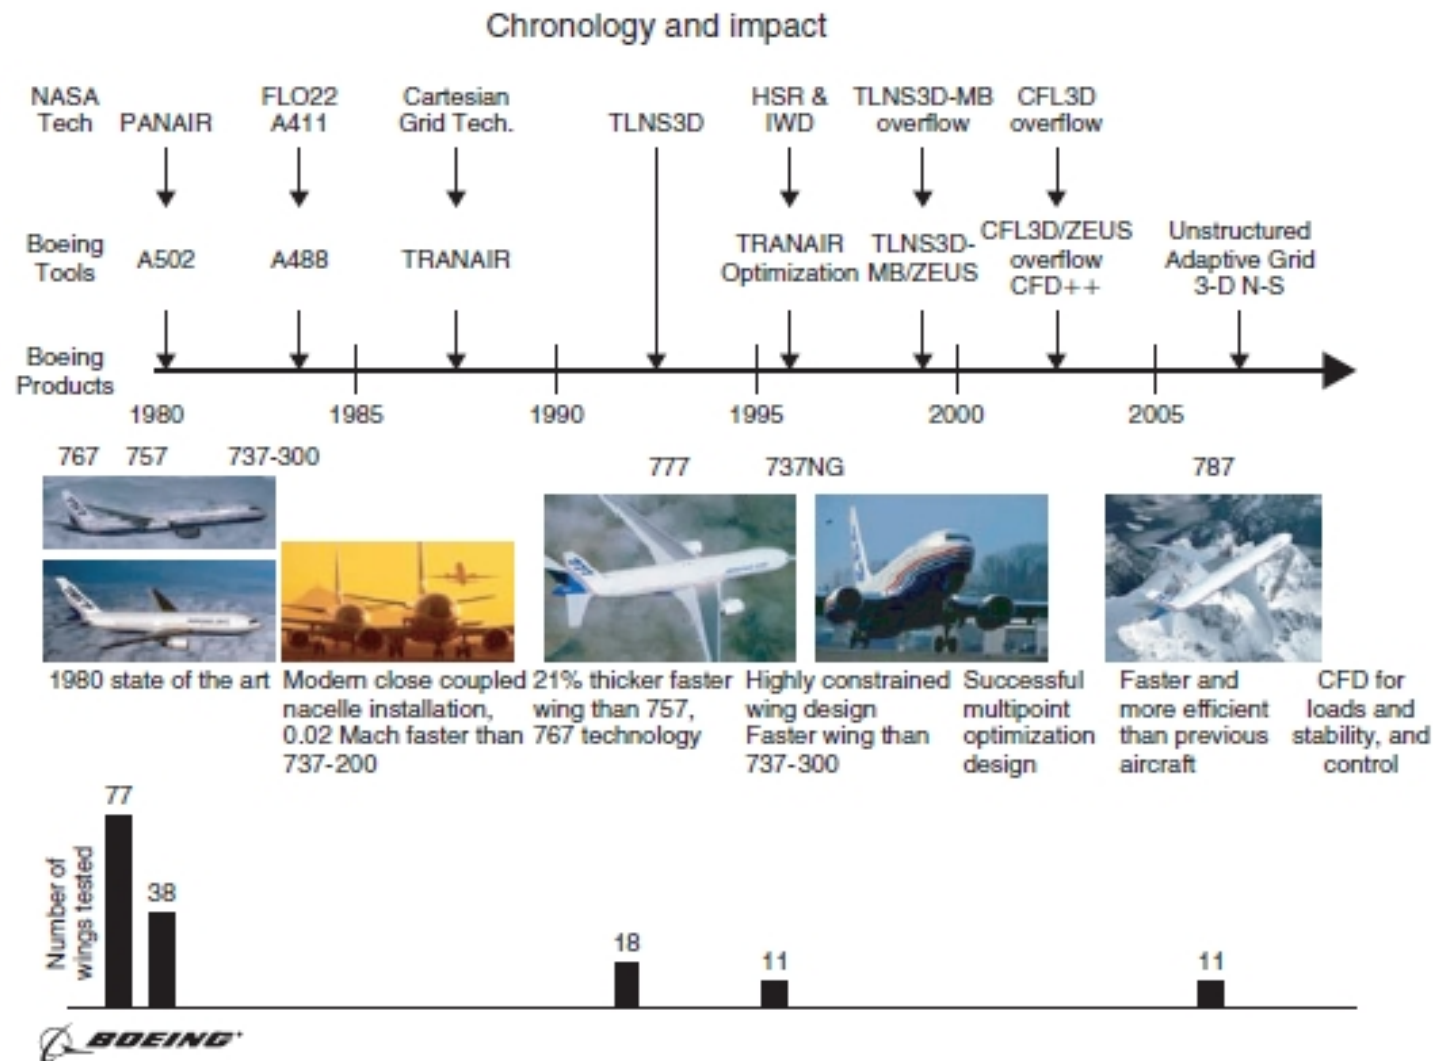 Chronology and impact
NASA
Tech
PANAIR
FLO22
A411
Cartesian
Grid Tech.
TLNS3D
HSR &
IWD
TLNS3D-MB
overflow
CFL3D
overflow
Boeing
Tools
A502
A488
TRANAIR
TRANAIR
Optimization
TLNS3D-
MB/ZEUS
CFL3D/ZEUS
overflow
CFD++
Unstructured
Adaptive Grid
3-D N-S
Boeing
Products
1980
1985
1990
1995
2000
2005
767
757
737-300
777
737NG
787
1980 state of the art
Modern close coupled
nacelle installation,
0.02 Mach faster than
737-200
21% thicker faster
wing than 757,
767 technology
Highly constrained
wing design
Faster wing than
737-300
Successful
multipoint
optimization
design
Faster and
more efficient
than previous
aircraft
CFD for
loads and
stability, and
control
Number of
wings tested
77
38
18
11
11
BOEING